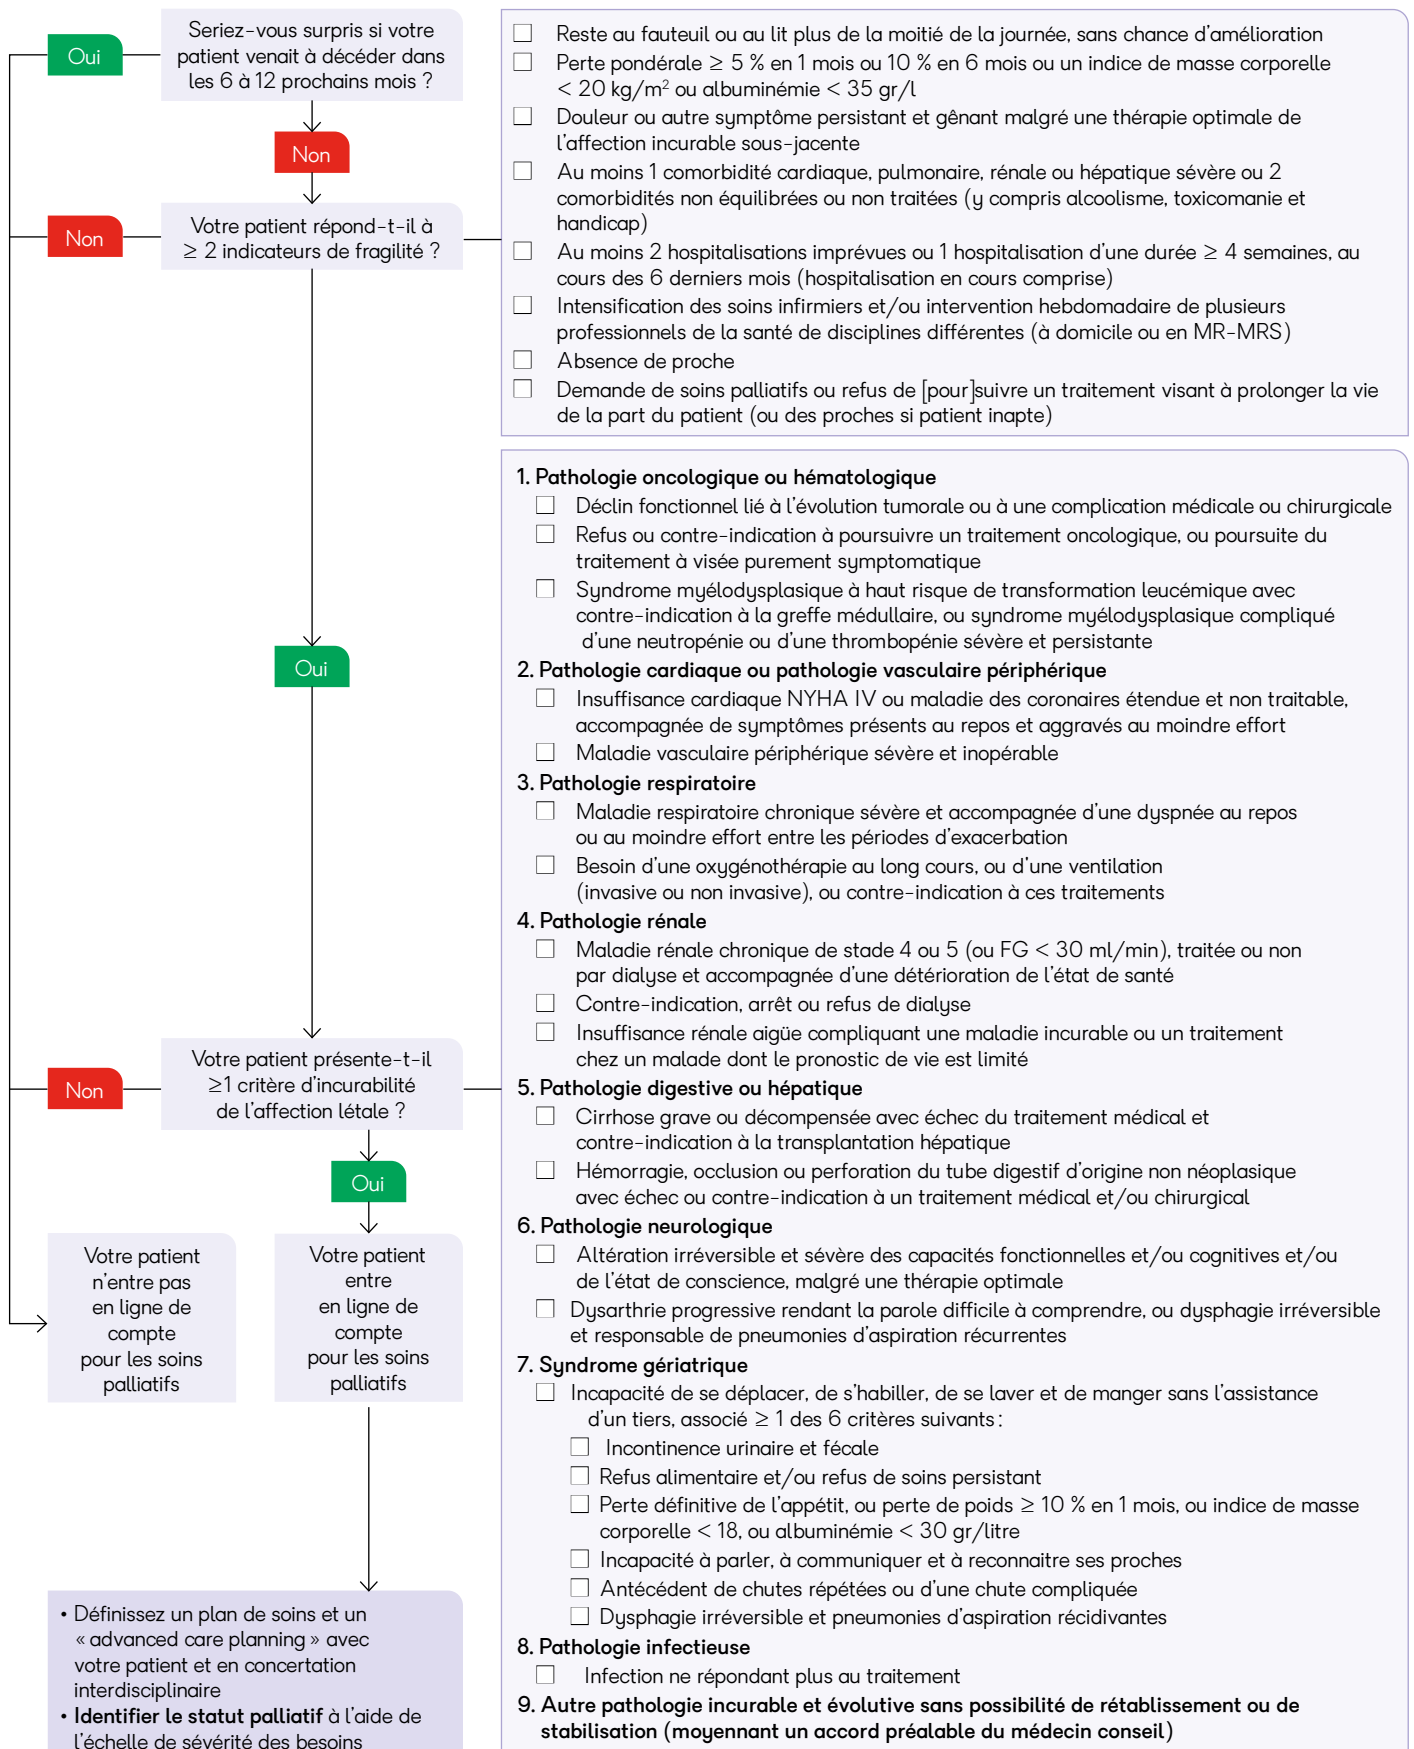 Seriez-vous surpris si votre
patient venait à décéder dans
les 6 à 12 prochains mois ?
Oui
Non
Votre patient répond-t-il à
≥ 2 indicateurs de fragilité ?
Non
☐ Reste au fauteuil ou au lit plus de la moitié de la journée, sans chance d'amélioration
☐ Perte pondérale ≥ 5 % en 1 mois ou 10 % en 6 mois ou un indice de masse corporelle
< 20 kg/m² ou albuminémie < 35 gr/l
☐ Douleur ou autre symptôme persistant et gênant malgré une thérapie optimale de
l'affection incurable sous-jacente
☐ Au moins 1 comorbidité cardiaque, pulmonaire, rénale ou hépatique sévère ou 2
comorbidités non équilibrées ou non traitées (y compris alcoolisme, toxicomanie et
handicap)
☐ Au moins 2 hospitalisations imprévues ou 1 hospitalisation d'une durée ≥ 4 semaines, au
cours des 6 derniers mois (hospitalisation en cours comprise)
☐ Intensification des soins infirmiers et/ou intervention hebdomadaire de plusieurs
professionnels de la santé de disciplines différentes (à domicile ou en MR-MRS)
☐ Absence de proche
☐ Demande de soins palliatifs ou refus de [pour]suivre un traitement visant à prolonger la vie
de la part du patient (ou des proches si patient inapte)
Oui
Votre patient présente-t-il
≥1 critère d'incurabilité
de l'affection létale ?
Non
1. Pathologie oncologique ou hématologique
☐ Déclin fonctionnel lié à l'évolution tumorale ou à une complication médicale ou chirurgicale
☐ Refus ou contre-indication à poursuivre un traitement oncologique, ou poursuite du
traitement à visée purement symptomatique
☐ Syndrome myélodysplasique à haut risque de transformation leucémique avec
contre-indication à la greffe médullaire, ou syndrome myélodysplasique compliqué
d'une neutropénie ou d'une thrombopénie sévère et persistante
2. Pathologie cardiaque ou pathologie vasculaire périphérique
☐ Insuffisance cardiaque NYHA IV ou maladie des coronaires étendue et non traitable,
accompagnée de symptômes présents au repos et aggravés au moindre effort
☐ Maladie vasculaire périphérique sévère et inopérable
3. Pathologie respiratoire
☐ Maladie respiratoire chronique sévère et accompagnée d'une dyspnée au repos
ou au moindre effort entre les périodes d'exacerbation
☐ Besoin d'une oxygénothérapie au long cours, ou d'une ventilation
(invasive ou non invasive), ou contre-indication à ces traitements
4. Pathologie rénale
☐ Maladie rénale chronique de stade 4 ou 5 (ou FG < 30 ml/min), traitée ou non
par dialyse et accompagnée d'une détérioration de l'état de santé
☐ Contre-indication, arrêt ou refus de dialyse
☐ Insuffisance rénale aigüe compliquant une maladie incurable ou un traitement
chez un malade dont le pronostic de vie est limité
5. Pathologie digestive ou hépatique
☐ Cirrhose grave ou décompensée avec échec du traitement médical et
contre-indication à la transplantation hépatique
☐ Hémorragie, occlusion ou perforation du tube digestif d'origine non néoplasique
avec échec ou contre-indication à un traitement médical et/ou chirurgical
6. Pathologie neurologique
☐ Altération irréversible et sévère des capacités fonctionnelles et/ou cognitives et/ou
de l'état de conscience, malgré une thérapie optimale
☐ Dysarthrie progressive rendant la parole difficile à comprendre, ou dysphagie irréversible
et responsable de pneumonies d'aspiration récurrentes
7. Syndrome gériatrique
☐ Incapacité de se déplacer, de s'habiller, de se laver et de manger sans l'assistance
d'un tiers, associé ≥ 1 des 6 critères suivants :
☐ Incontinence urinaire et fécale
☐ Refus alimentaire et/ou refus de soins persistant
☐ Perte définitive de l'appétit, ou perte de poids ≥ 10 % en 1 mois, ou indice de masse
corporelle < 18, ou albuminémie < 30 gr/litre
☐ Incapacité à parler, à communiquer et à reconnaitre ses proches
☐ Antécédent de chutes répétées ou d'une chute compliquée
☐ Dysphagie irréversible et pneumonies d'aspiration récidivantes
8. Pathologie infectieuse
☐ Infection ne répondant plus au traitement
9. Autre pathologie incurable et évolutive sans possibilité de rétablissement ou de
stabilisation (moyennant un accord préalable du médecin conseil)
Oui
Votre patient
n'entre pas
en ligne de
compte
pour les soins
palliatifs
Votre patient
entre
en ligne de
compte
pour les soins
palliatifs
• Définissez un plan de soins et un
« advanced care planning » avec
votre patient et en concertation
interdisciplinaire
• Identifier le statut palliatif à l'aide de
l'échelle de sévérité des besoins